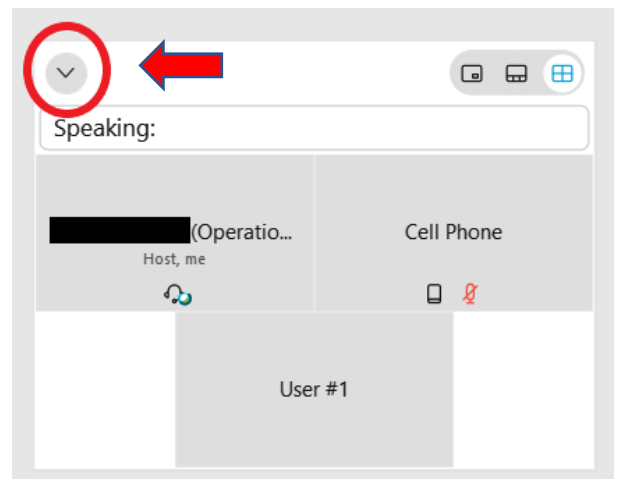 Speaking:
(Operatio...
Cell Phone
Host, me
User #1